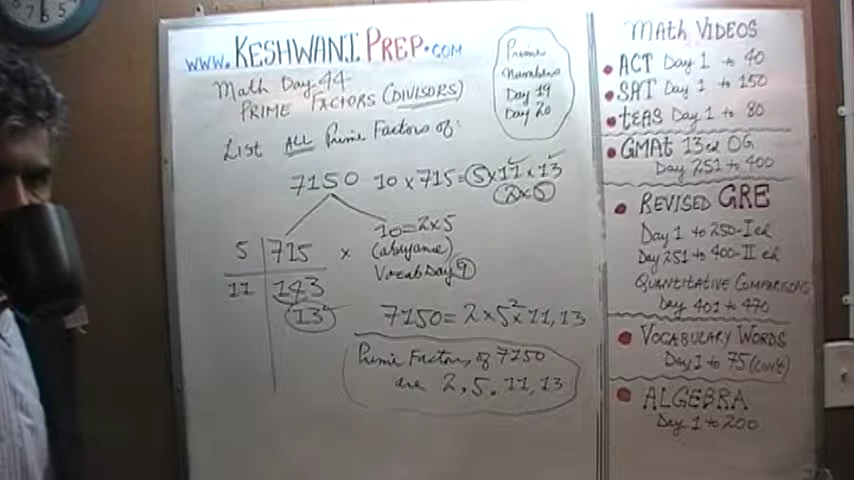 www.KESHWANIPREP.COM
Math Day 44
PRIME FACTORS (DIVISORS)
List ALL Prime Factors of:
Prime
Numbers
Day 19
Day 20
7150 10 x 715 = 5 x 11 x 13
2 x 5
10 = 2 x 5
5 715 x (abeyance)
Vocab Day 9
11 143
13
7150 = 2 x 5² x 11, 13
Prime Factors of 7150
are 2, 5, 11, 13
Math VIDEOS
ACT Day 1 to 40
SAT Day 1 to 150
tEAS Day 1 to 80
GMAt 13ed OG
Day 251 to 400
REVISED GRE
Day 1 to 250-I ed
Day 251 to 400-II ed
QUANTITATIVE COMPARISONS
Day 401 to 470
VOCABULARY WORDS
Day 1 to 75 (con't)
ALGEBRA
Day 1 to 200